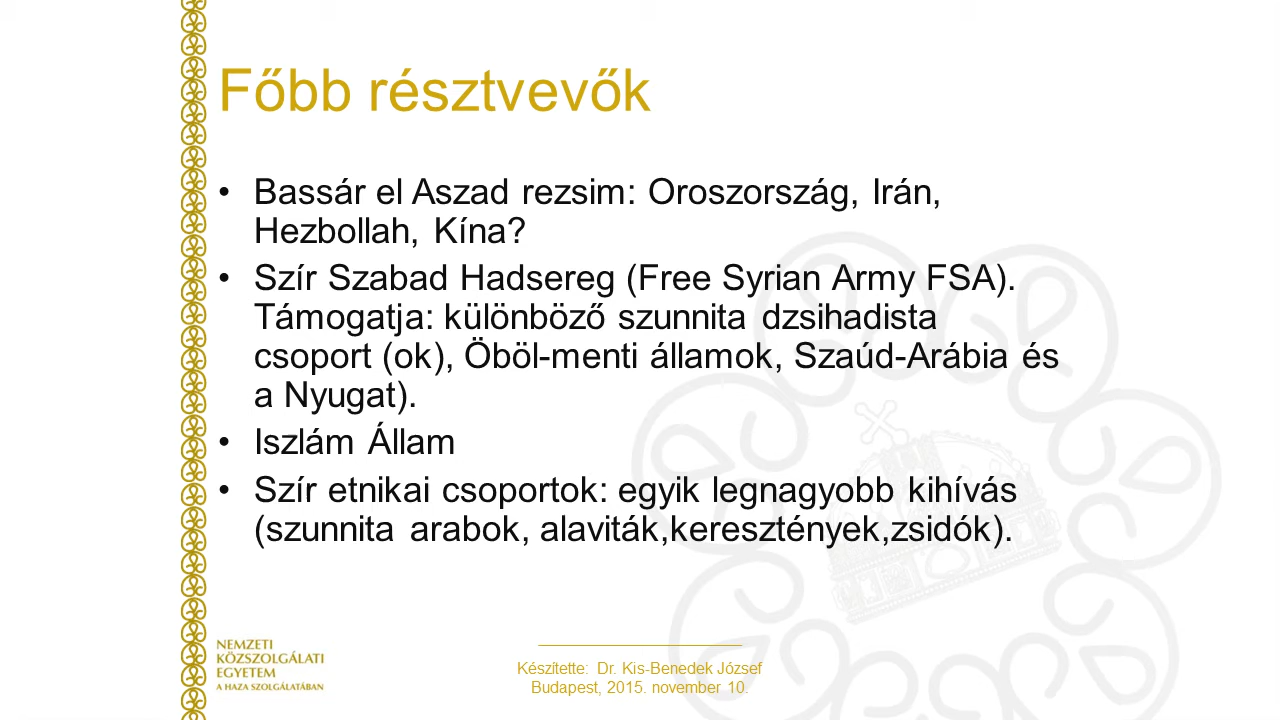 Főbb résztvevők
• Bassár el Aszad rezsim: Oroszország, Irán,
Hezbollah, Kína?
• Szír Szabad Hadsereg (Free Syrian Army FSA).
Támogatja: különböző szunnita dzsihadista
csoport (ok), Öböl-menti államok, Szaúd-Arábia és
a Nyugat).
• Iszlám Állam
• Szír etnikai csoportok: egyik legnagyobb kihívás
(szunnita arabok, alaviták,keresztények,zsidók).
NEMZETI
KÖZSZOLGÁLATI
EGYETEM
A HAZA SZOLGÁLATÁBAN
Készítette: Dr. Kis-Benedek József
Budapest, 2015. november 10.